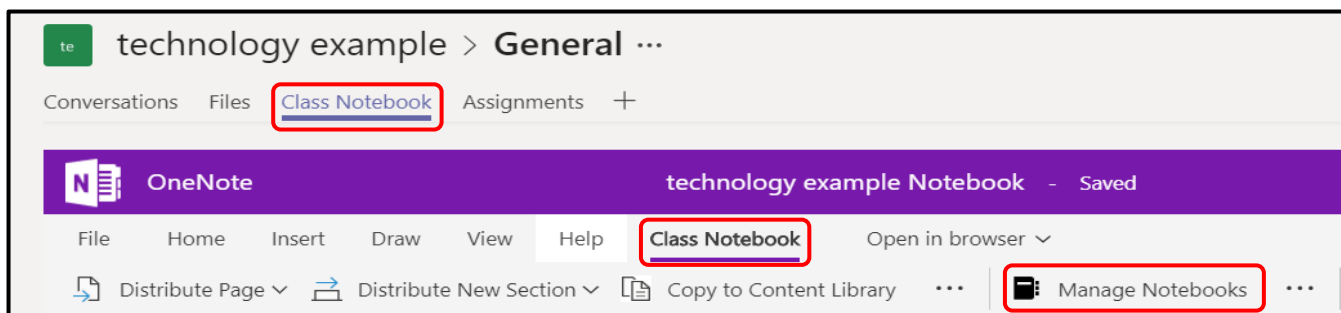 te technology example > General ...
Conversations Files Class Notebook Assignments +
N OneNote technology example Notebook - Saved
File Home Insert Draw View Help Class Notebook Open in browser
Distribute Page Distribute New Section Copy to Content Library ... Manage Notebooks ...